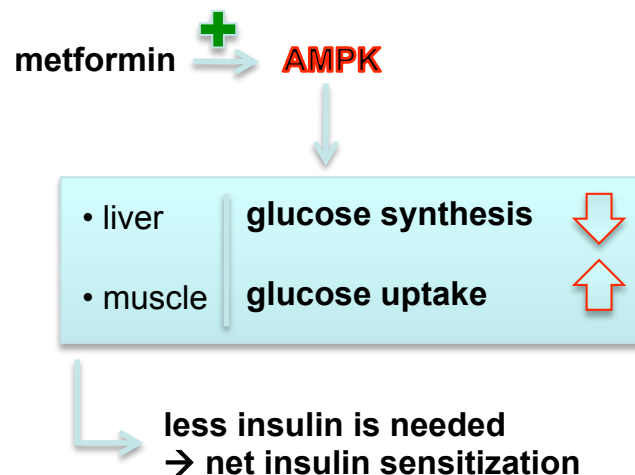 metformin AMPK
• liver glucose synthesis
• muscle glucose uptake
less insulin is needed
→ net insulin sensitization